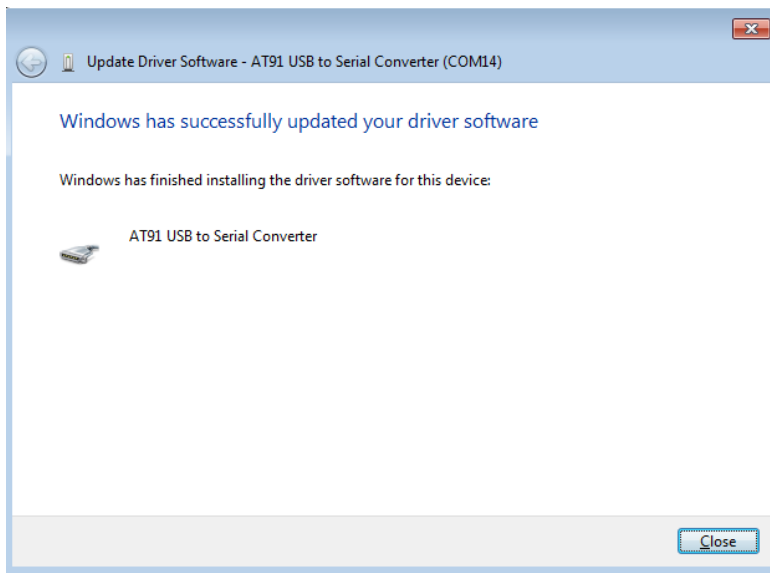 Update Driver Software - AT91 USB to Serial Converter (COM14)
Windows has successfully updated your driver software
Windows has finished installing the driver software for this device:
AT91 USB to Serial Converter
Close